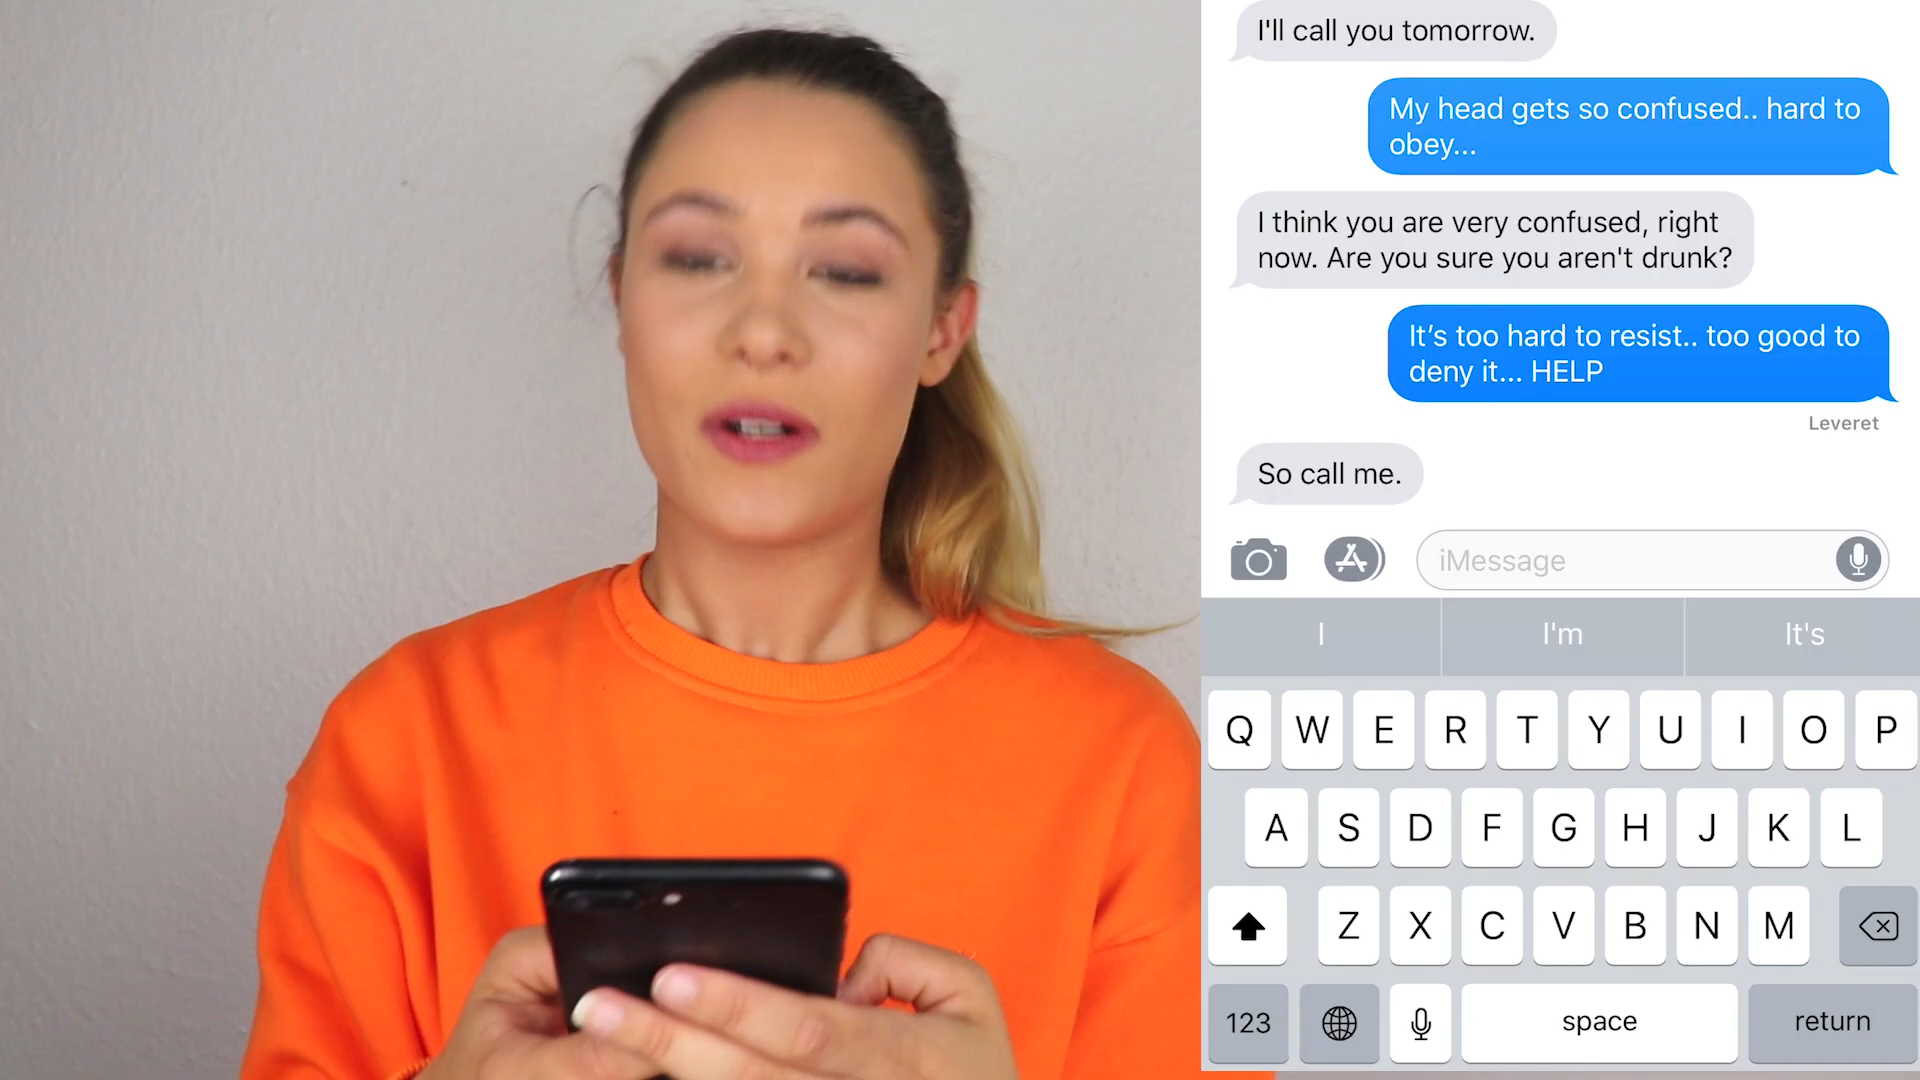 I'll call you tomorrow.
My head gets so confused.. hard to
obey...
I think you are very confused, right
now. Are you sure you aren't drunk?
It’s too hard to resist.. too good to
deny it... HELP
Leveret
So call me.
iMessage
I I'm It's
Q W E R T Y U I O P
A S D F G H J K L
Z X C V B N M
123 space return